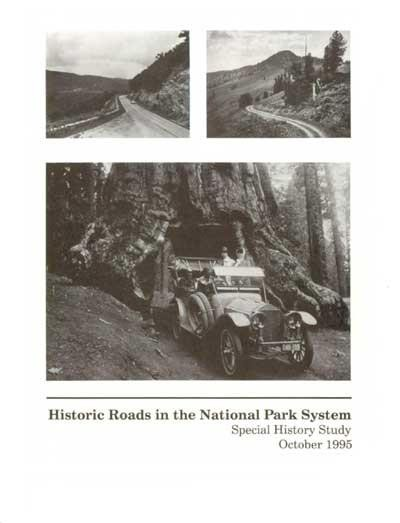 Historic Roads in the National Park System
Special History Study
October 1995